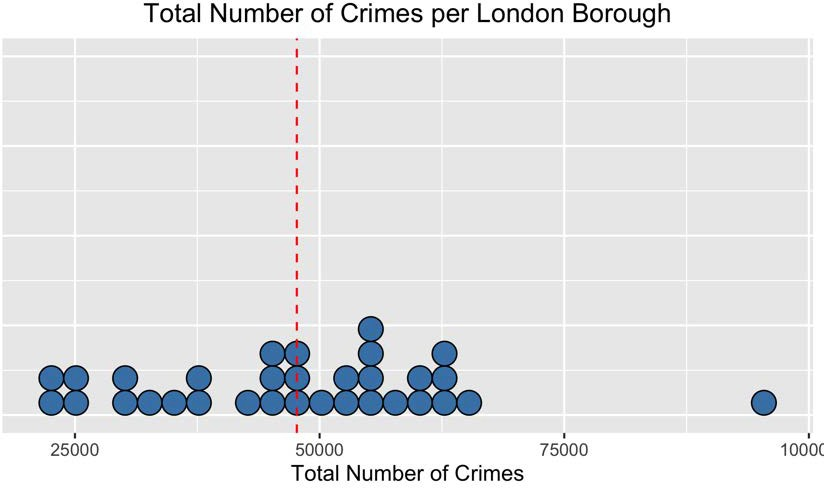 Total Number of Crimes per London Borough
25000 50000 75000 10000
Total Number of Crimes